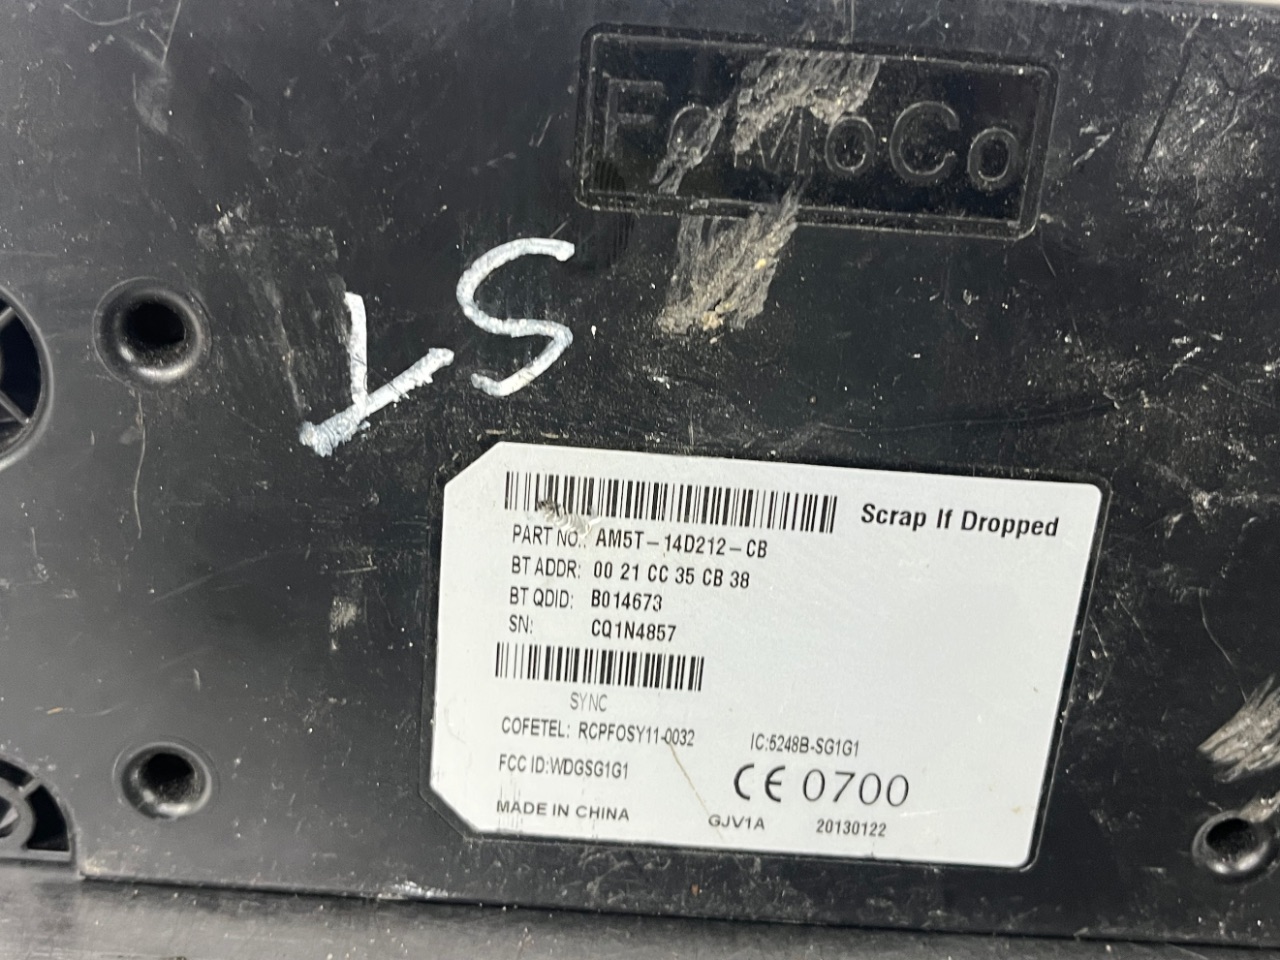 FoMoCo
Scrap If Dropped
PART NO.: AM5T-14D212-CB
BT ADDR: 00 21 CC 35 CB 38
BT QDID: B014673
SN: CQ1N4857
SYNC
COFETEL: RCPFOSY11-0032 IC:5248B-SG1G1
FCC ID:WDGSG1G1 CE 0700
MADE IN CHINA GJV1A 20130122